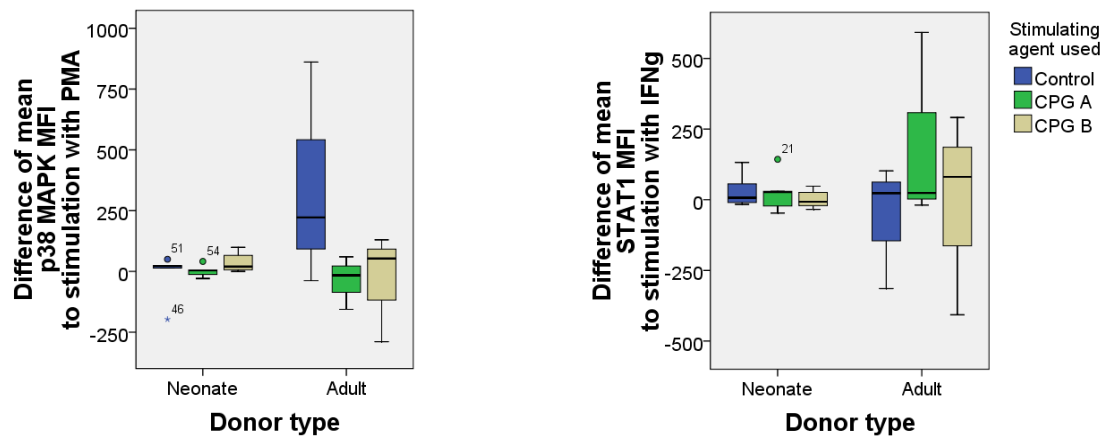 Difference of mean
p38 MAPK MFI
to stimulation with PMA
1000
750
500
250
0
-250
51
54
46
Neonate
Adult
Donor type
Difference of mean
STAT1 MFI
to stimulation with IFNg
500
250
0
-250
-500
21
Neonate
Adult
Donor type
Stimulating
agent used
Control
CPG A
CPG B